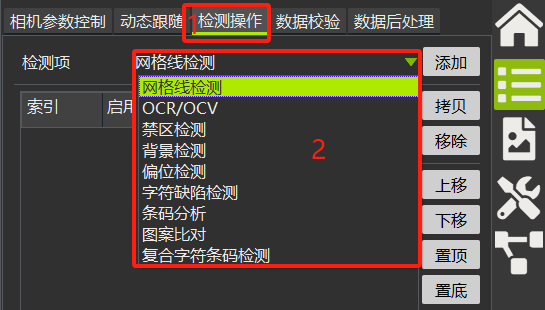 相机参数控制 动态跟随 1 检测操作 数据校验 数据后处理
检测项 网格线检测 添加
网格线检测
索引 启用 OCR/OCV 拷贝
禁区检测 移除
背景检测 2
偏位检测 上移
字符缺陷检测
条码分析 下移
图案比对 置顶
复合字符条码检测
置底